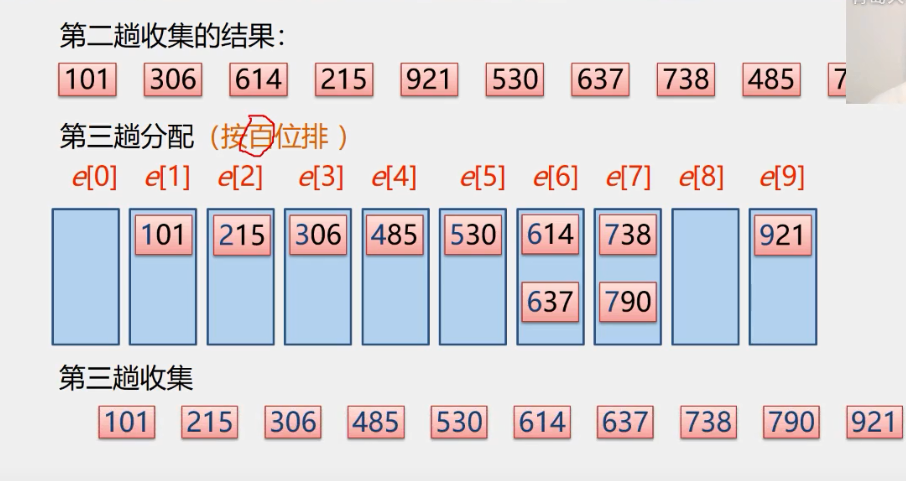 第二趟收集的结果：
101 306 614 215 921 530 637 738 485 7
第三趟分配（按百位排 ）
e[0] e[1] e[2] e[3] e[4] e[5] e[6] e[7] e[8] e[9]
101 215 306 485 530 614 738 921
637 790
第三趟收集
101 215 306 485 530 614 637 738 790 921